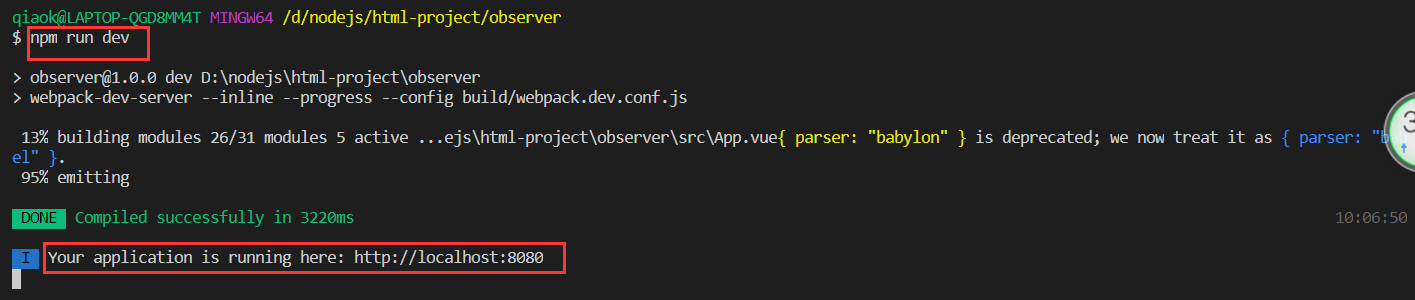 qiaok@LAPTOP-QGD8MM4T MINGW64 /d/nodejs/html-project/observer
$ npm run dev
> observer@1.0.0 dev D:\nodejs\html-project\observer
> webpack-dev-server --inline --progress --config build/webpack.dev.conf.js
13% building modules 26/31 modules 5 active ...ejs\html-project\observer\src\App.vue{ parser: "babylon" } is deprecated; we now treat it as { parser: "b
el" }.
95% emitting
DONE Compiled successfully in 3220ms 10:06:50
I Your application is running here: http://localhost:8080